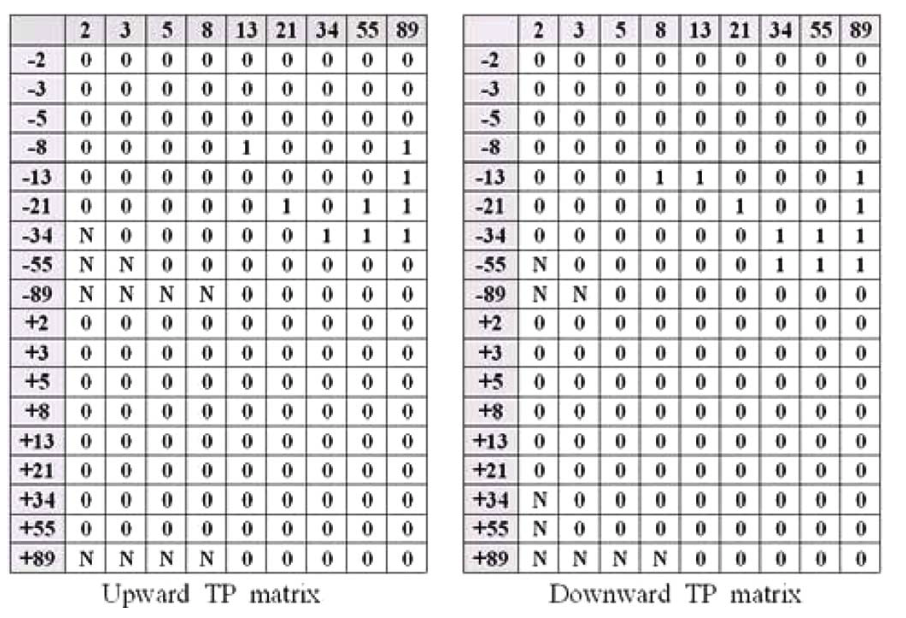 2 3 5 8 13 21 34 55 89
-2 0 0 0 0 0 0 0 0 0
-3 0 0 0 0 0 0 0 0 0
-5 0 0 0 0 0 0 0 0 0
-8 0 0 0 0 1 0 0 0 1
-13 0 0 0 0 0 0 0 0 1
-21 0 0 0 0 0 1 0 1 1
-34 N 0 0 0 0 0 1 1 1
-55 N N 0 0 0 0 0 0 0
-89 N N N N 0 0 0 0 0
+2 0 0 0 0 0 0 0 0 0
+3 0 0 0 0 0 0 0 0 0
+5 0 0 0 0 0 0 0 0 0
+8 0 0 0 0 0 0 0 0 0
+13 0 0 0 0 0 0 0 0 0
+21 0 0 0 0 0 0 0 0 0
+34 0 0 0 0 0 0 0 0 0
+55 0 0 0 0 0 0 0 0 0
+89 N N N N 0 0 0 0 0
Upward TP matrix
2 3 5 8 13 21 34 55 89
-2 0 0 0 0 0 0 0 0 0
-3 0 0 0 0 0 0 0 0 0
-5 0 0 0 0 0 0 0 0 0
-8 0 0 0 0 0 0 0 0 0
-13 0 0 0 1 1 0 0 0 1
-21 0 0 0 0 0 1 0 0 1
-34 0 0 0 0 0 0 1 1 1
-55 N 0 0 0 0 0 1 1 1
-89 N N 0 0 0 0 0 0 0
+2 0 0 0 0 0 0 0 0 0
+3 0 0 0 0 0 0 0 0 0
+5 0 0 0 0 0 0 0 0 0
+8 0 0 0 0 0 0 0 0 0
+13 0 0 0 0 0 0 0 0 0
+21 0 0 0 0 0 0 0 0 0
+34 N 0 0 0 0 0 0 0 0
+55 N 0 0 0 0 0 0 0 0
+89 N N N N 0 0 0 0 0
Downward TP matrix